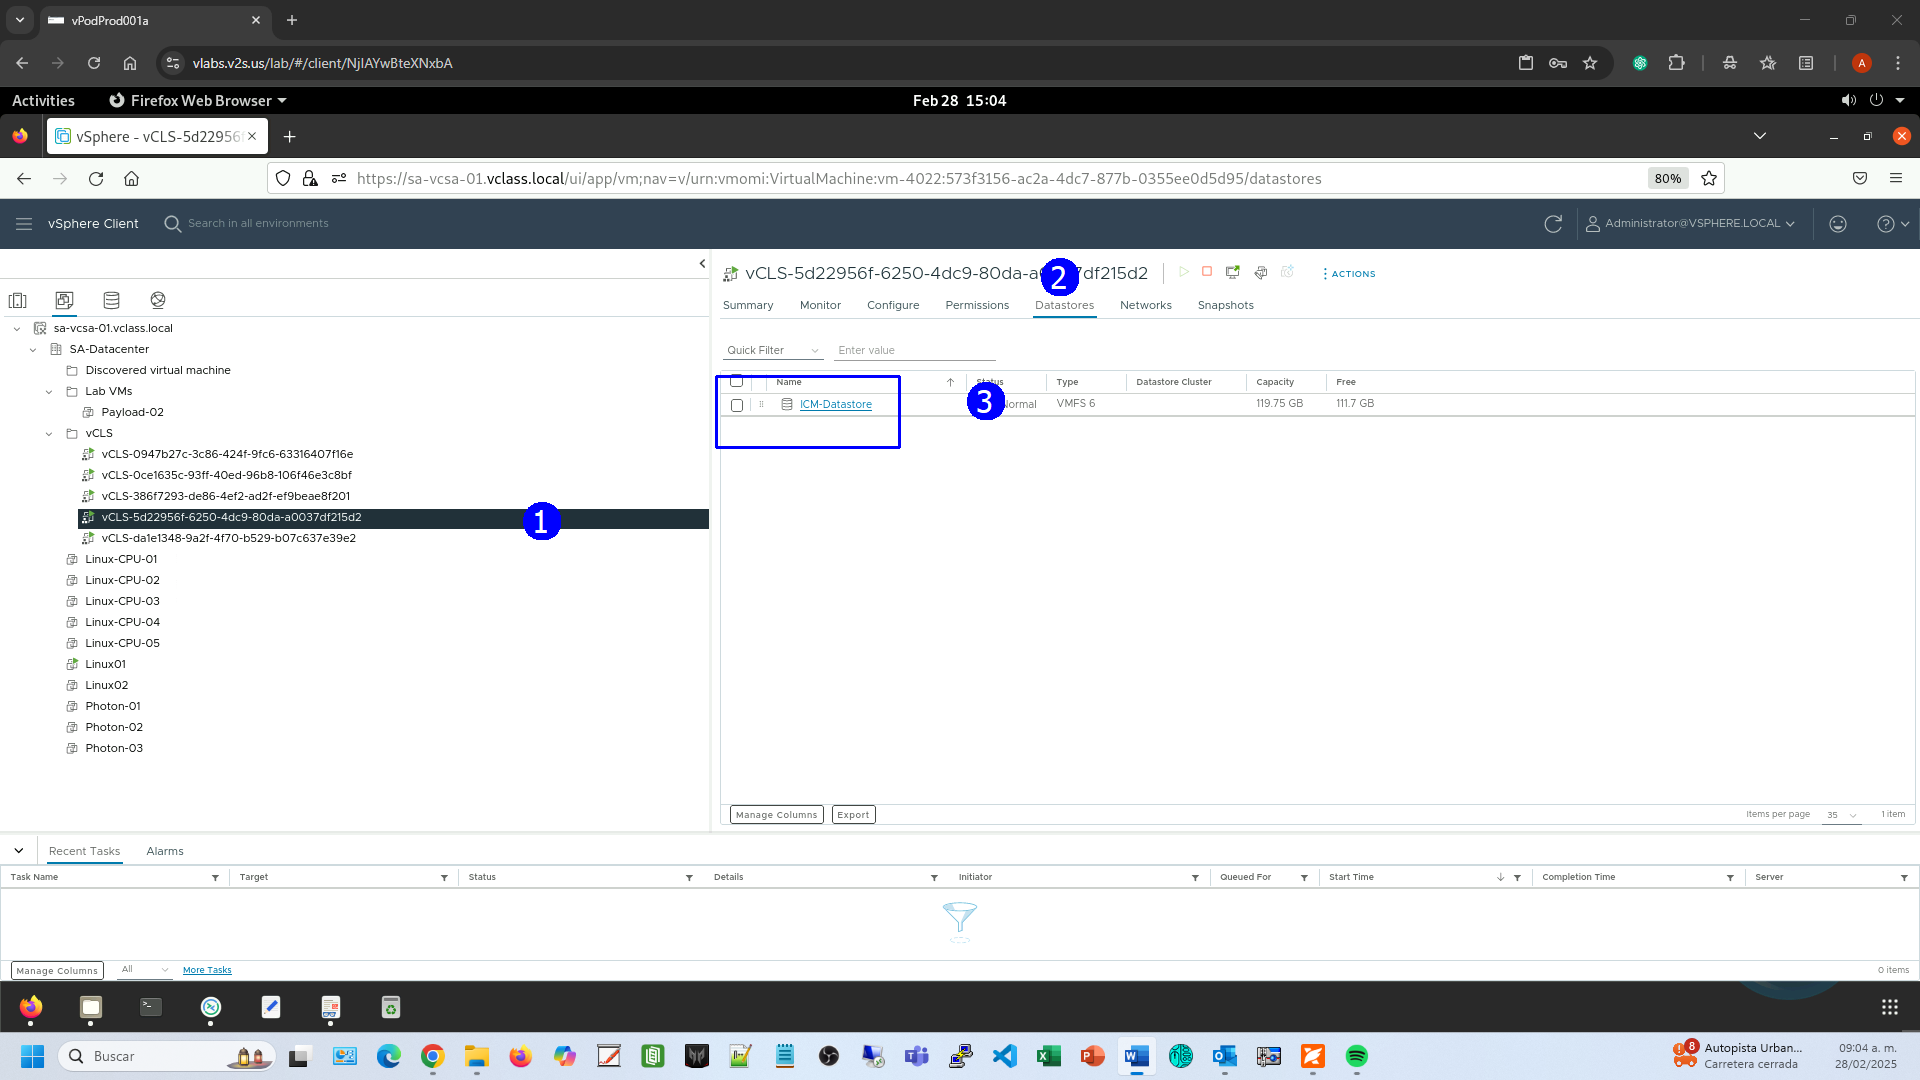 vPodProd001a
vlabs.v2s.us/lab/#/client/NjIAYwBteXNxbA
A
Activities
Firefox Web Browser
Feb 28 15:04
vSphere - vCLS-5d22956f
https://sa-vcsa-01.vclass.local/ui/app/vm;nav=v/urn:vmomi:VirtualMachine:vm-4022:573f3156-ac2a-4dc7-877b-0355ee0d5d95/datastores
80%
vSphere Client
Search in all environments
Administrator@VSPHERE.LOCAL
vCLS-5d22956f-6250-4dc9-80da-a 7df215d2
ACTIONS
2
Summary Monitor Configure Permissions Datastores Networks Snapshots
sa-vcsa-01.vclass.local
SA-Datacenter
Discovered virtual machine
Lab VMs
Payload-02
vCLS
vCLS-0947b27c-3c86-424f-9fc6-63316407f16e
vCLS-0ce1635c-93ff-40ed-96b8-106f46e3c8bf
vCLS-386f7293-de86-4ef2-ad2f-ef9beae8f201
vCLS-5d22956f-6250-4dc9-80da-a0037df215d2
1
vCLS-da1e1348-9a2f-4f70-b529-b07c637e39e2
Linux-CPU-01
Linux-CPU-02
Linux-CPU-03
Linux-CPU-04
Linux-CPU-05
Linux01
Linux02
Photon-01
Photon-02
Photon-03
Quick Filter Enter value
Name Status Type Datastore Cluster Capacity Free
ICM-Datastore 3 ormal VMFS 6 119.75 GB 111.7 GB
Manage Columns Export
Items per page 35 1 item
Recent Tasks Alarms
Task Name Target Status Details Initiator Queued For Start Time Completion Time Server
Manage Columns All More Tasks
0 items
Buscar
8
Autopista Urban...
Carretera cerrada
09:04 a. m.
28/02/2025